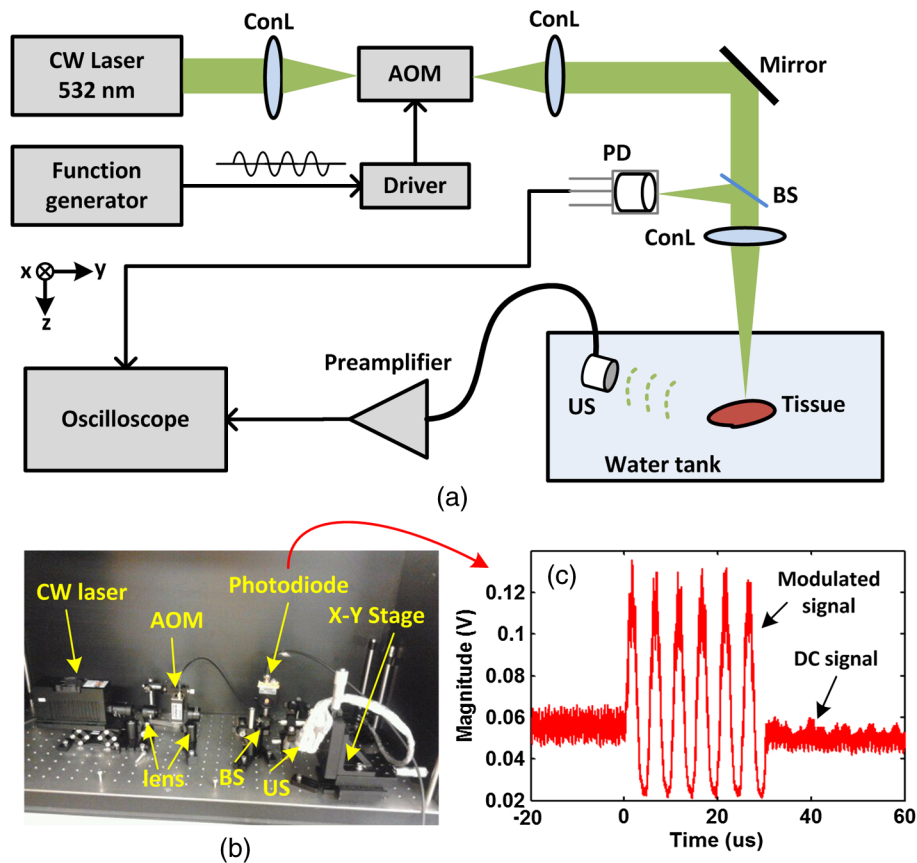 ConL
ConL
CW Laser
532 nm
AOM
Mirror
Function
generator
Driver
PD
BS
ConL
x
y
z
Preamplifier
Oscilloscope
US
Tissue
Water tank
(a)
CW laser
AOM
Photodiode
X-Y Stage
lens
BS
US
(b)
(c)
Modulated
signal
DC signal
Magnitude (V)
0.12
0.1
0.08
0.06
0.04
0.02
-20
0
20
40
60
Time (us)